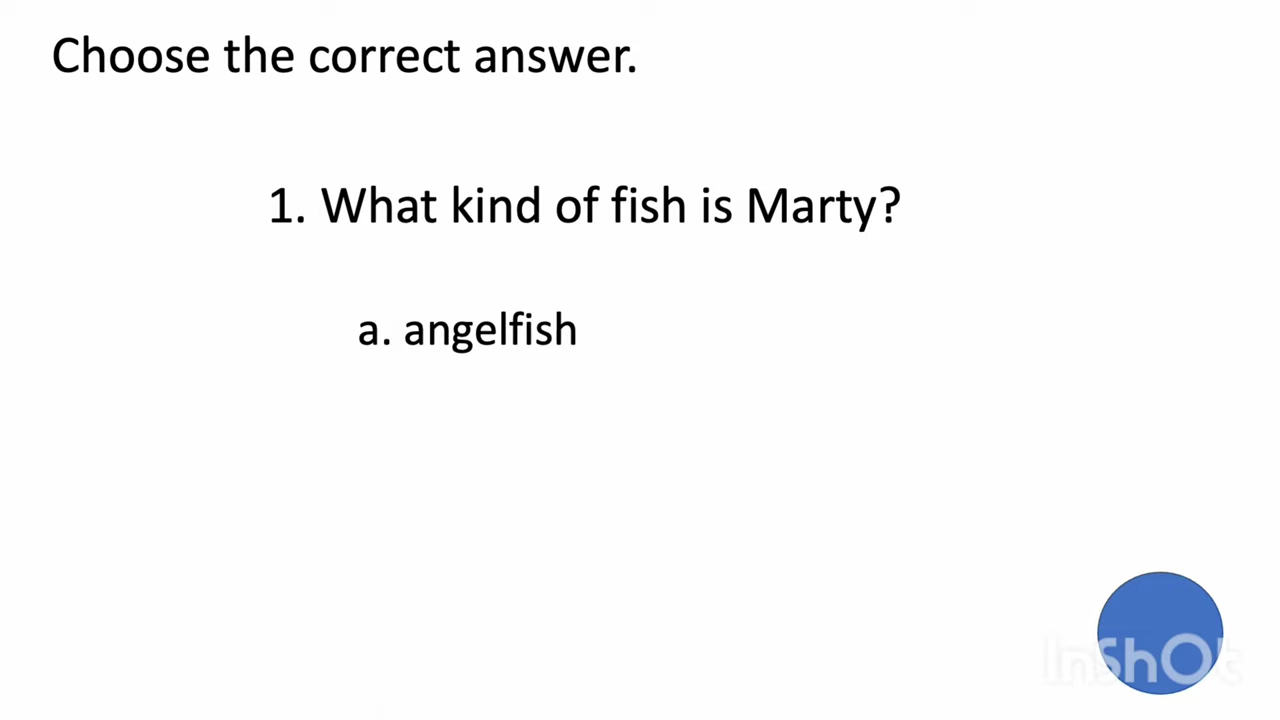 Choose the correct answer.
1. What kind of fish is Marty?
a. angelfish
InShOt